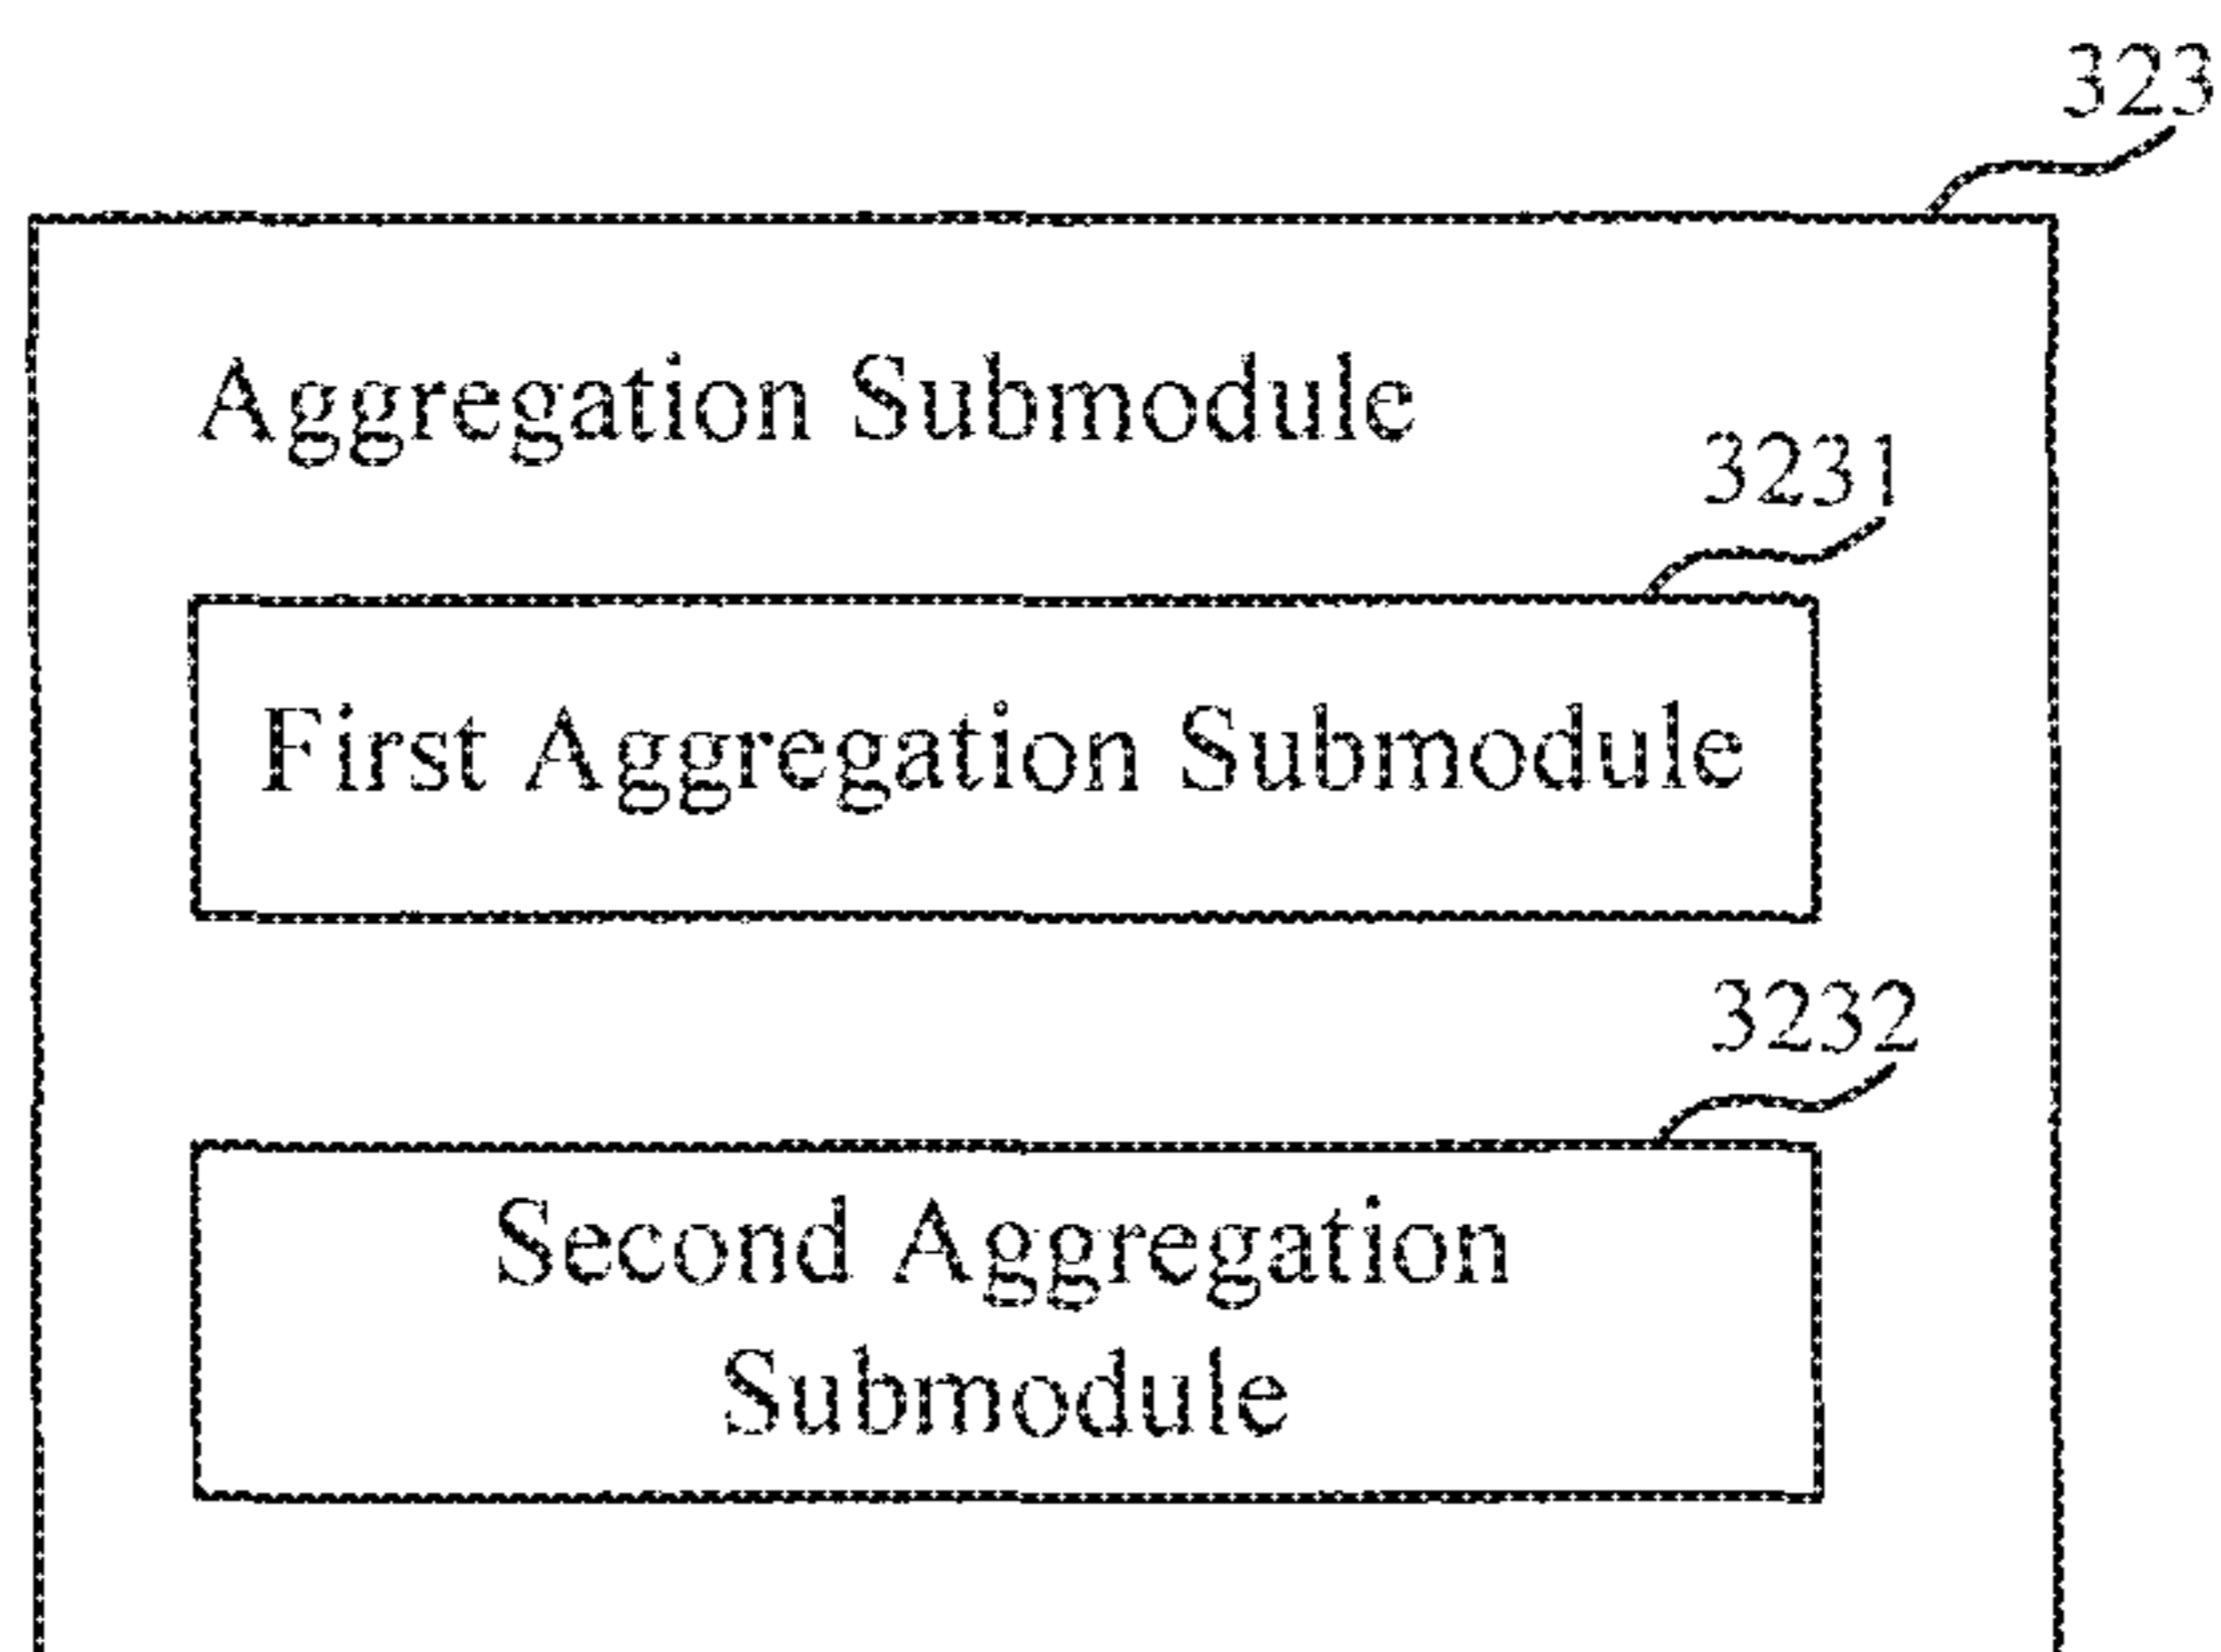 323
Aggregation Submodule
3231
First Aggregation Submodule
3232
Second Aggregation
Submodule